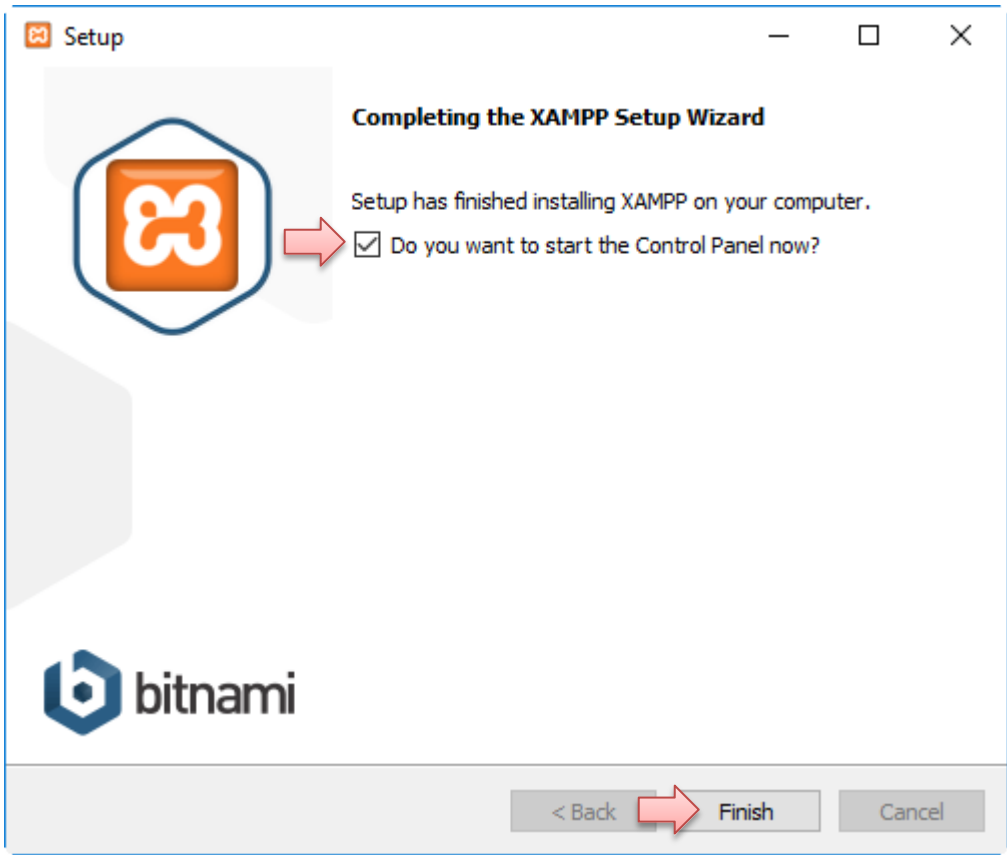 Setup
Completing the XAMPP Setup Wizard
Setup has finished installing XAMPP on your computer.
Do you want to start the Control Panel now?
bitnami
< Back
Finish
Cancel